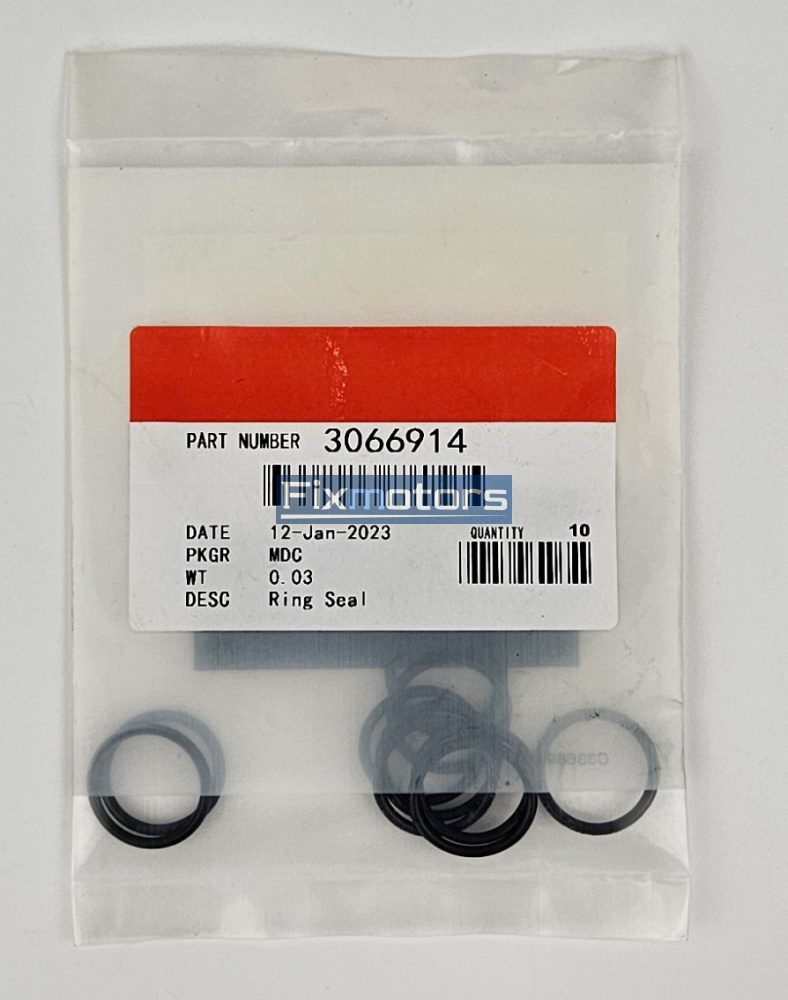 PART NUMBER 3066914
Fixmotors
DATE 12-Jan-2023 QUANTITY 10
PKGR MDC
WT 0.03
DESC Ring Seal